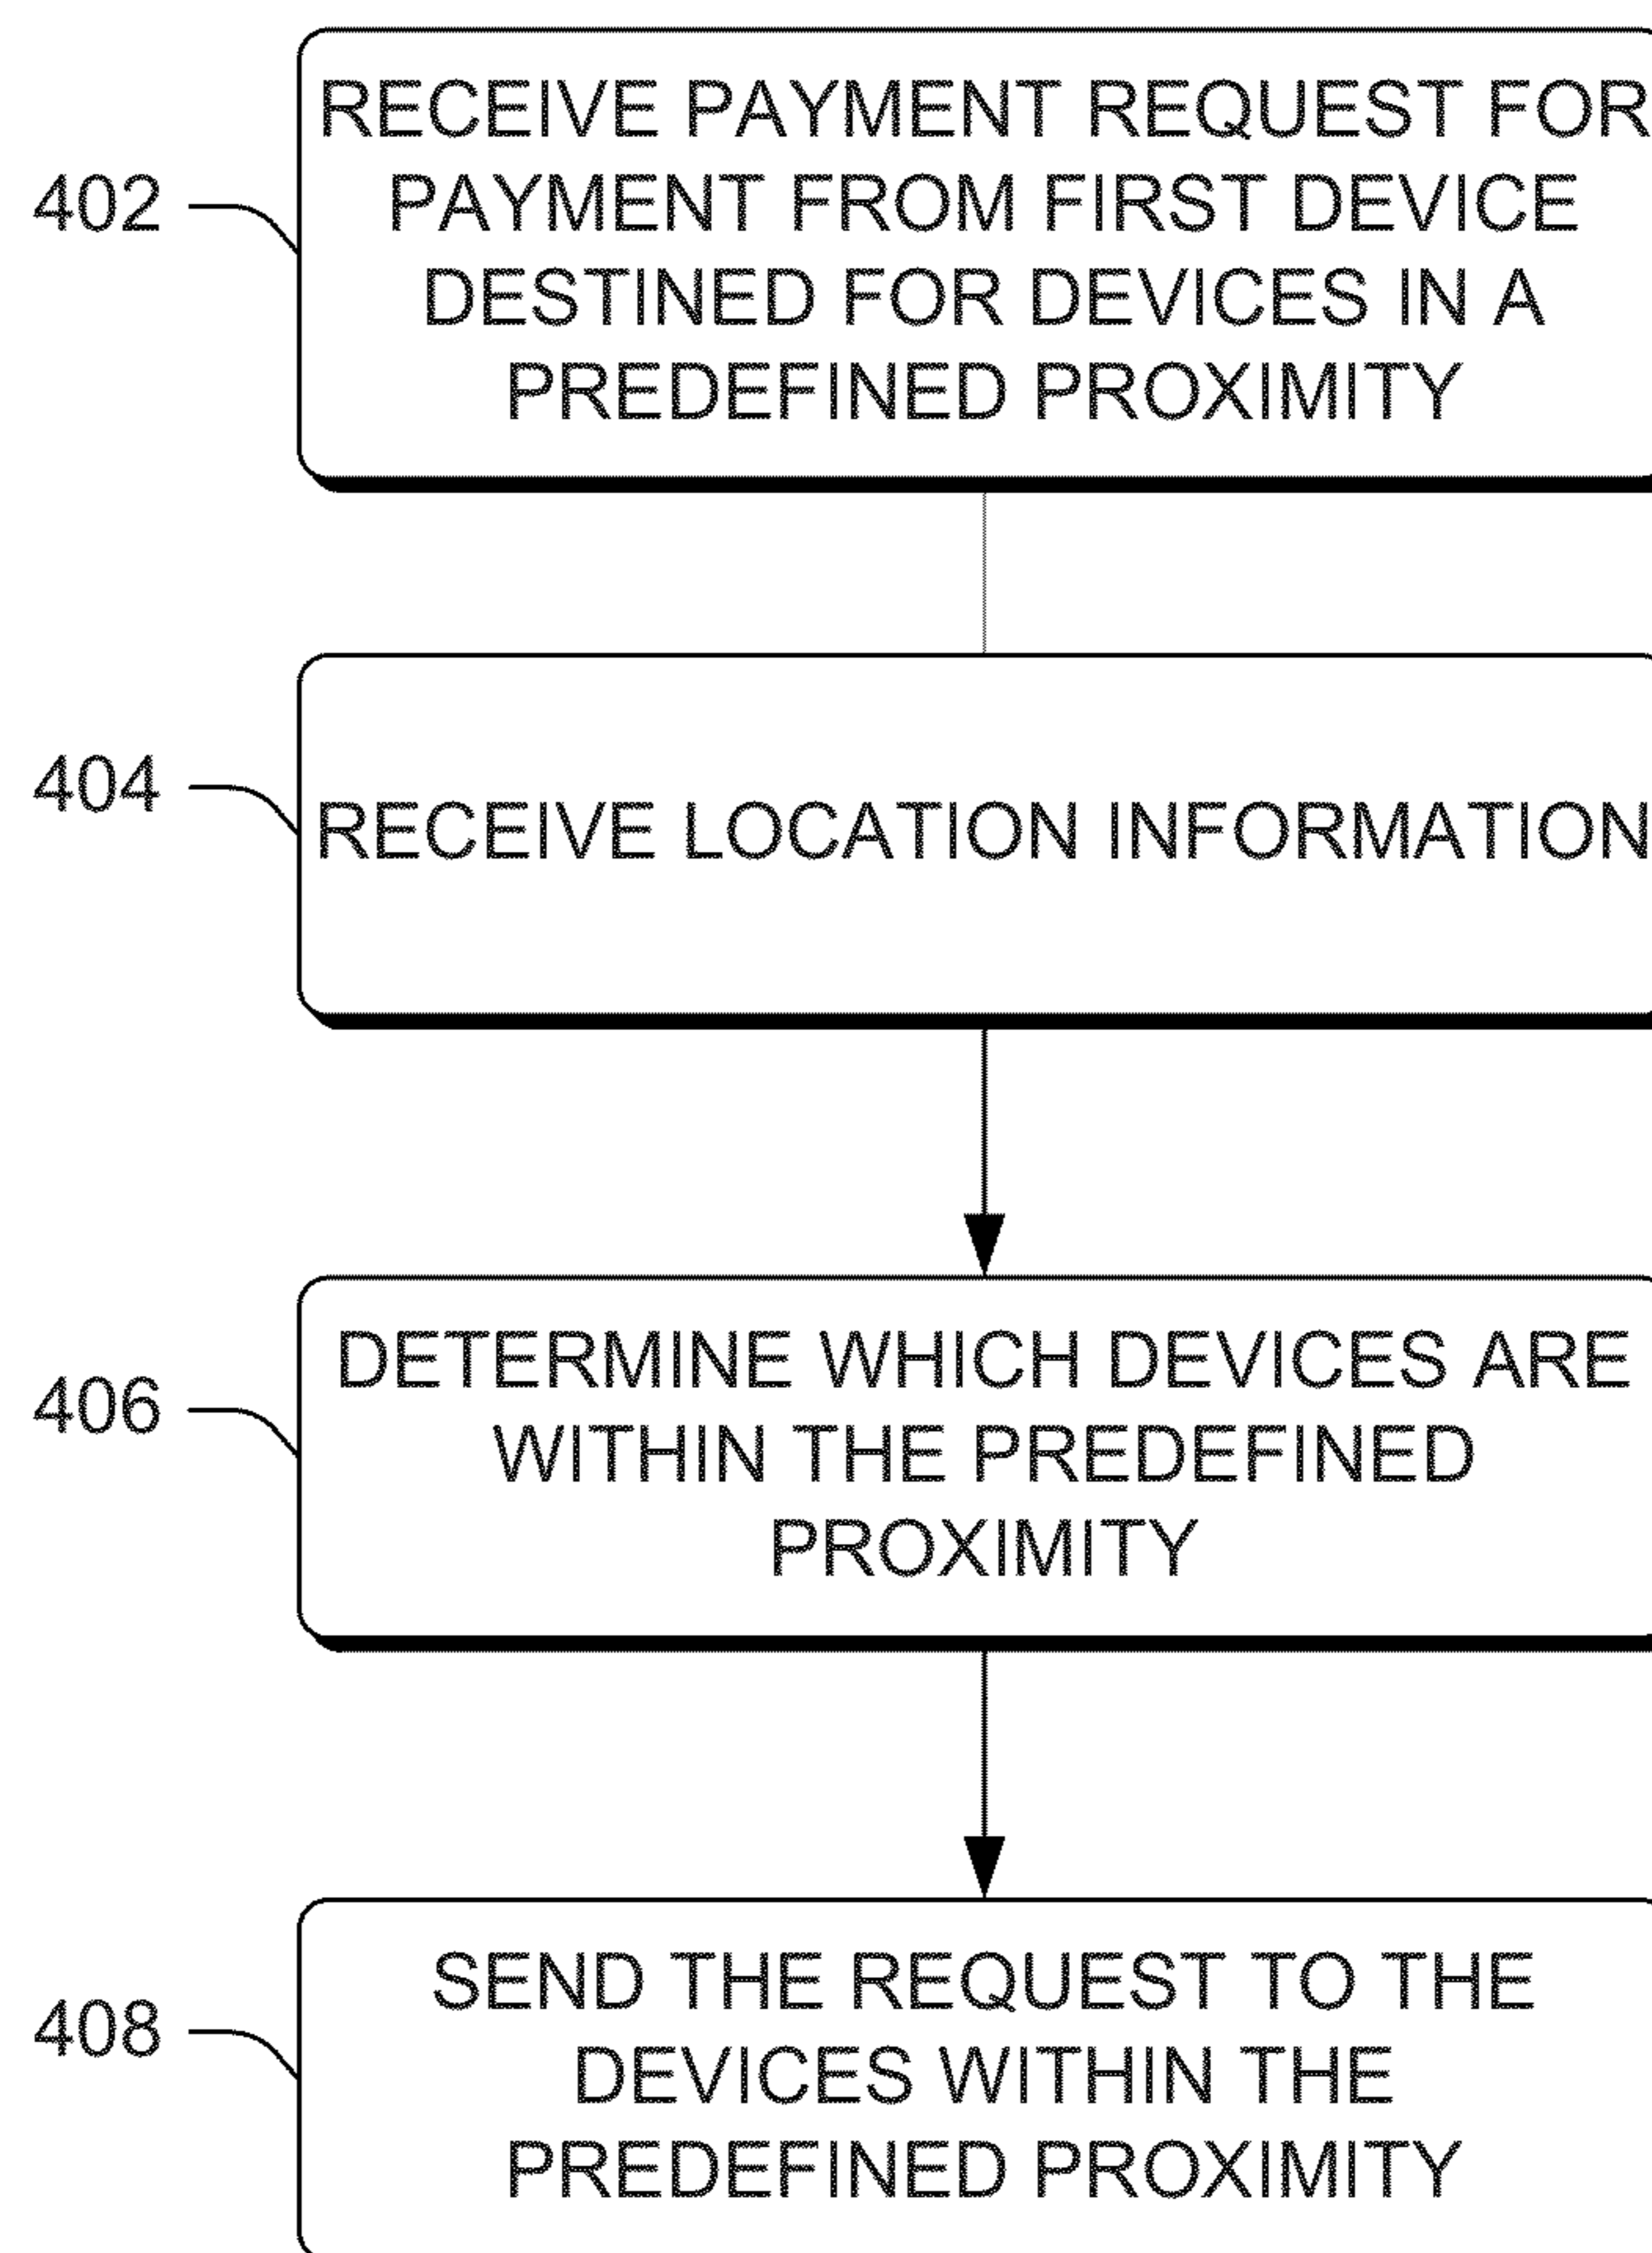 402
RECEIVE PAYMENT REQUEST FOR
PAYMENT FROM FIRST DEVICE
DESTINED FOR DEVICES IN A
PREDEFINED PROXIMITY
404
RECEIVE LOCATION INFORMATION
406
DETERMINE WHICH DEVICES ARE
WITHIN THE PREDEFINED
PROXIMITY
408
SEND THE REQUEST TO THE
DEVICES WITHIN THE
PREDEFINED PROXIMITY